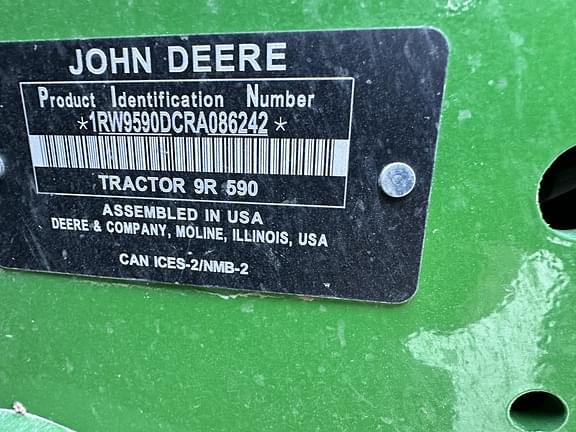 JOHN DEERE
Product Identification Number
*1RW9590DCRA086242*
TRACTOR 9R 590
ASSEMBLED IN USA
DEERE & COMPANY, MOLINE, ILLINOIS, USA
CAN ICES-2/NMB-2